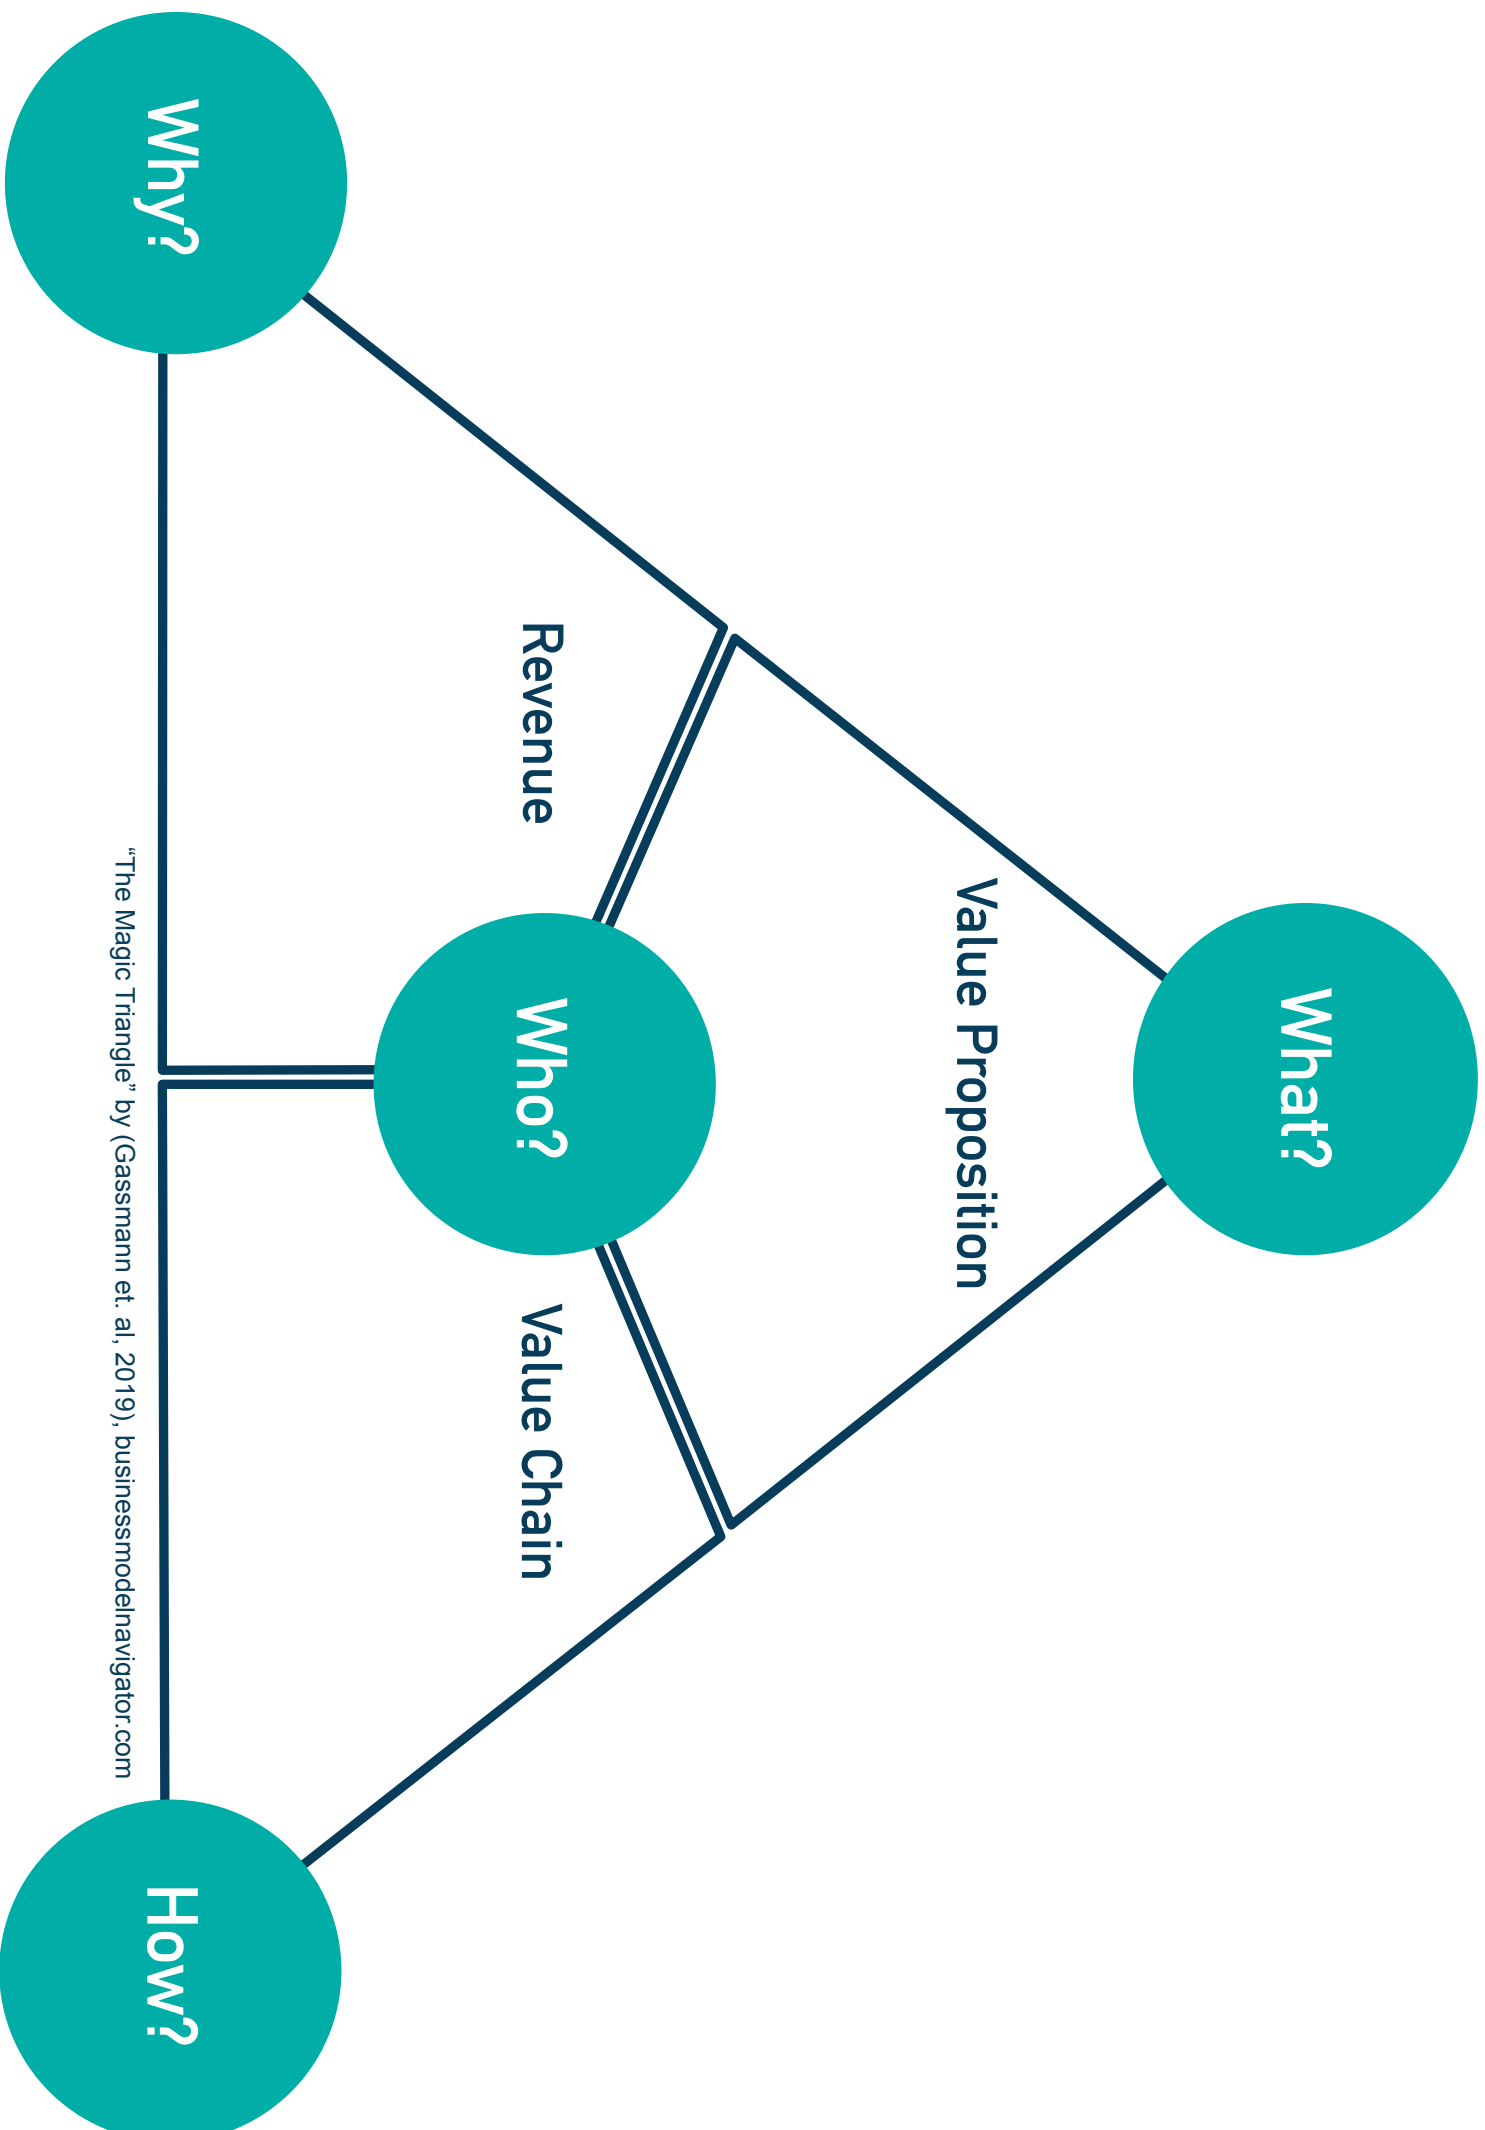 What?
Value Proposition
Revenue
Who?
Value Chain
Why?
How?
“The Magic Triangle” by (Gassmann et. al, 2019), businessmodelnavigator.com